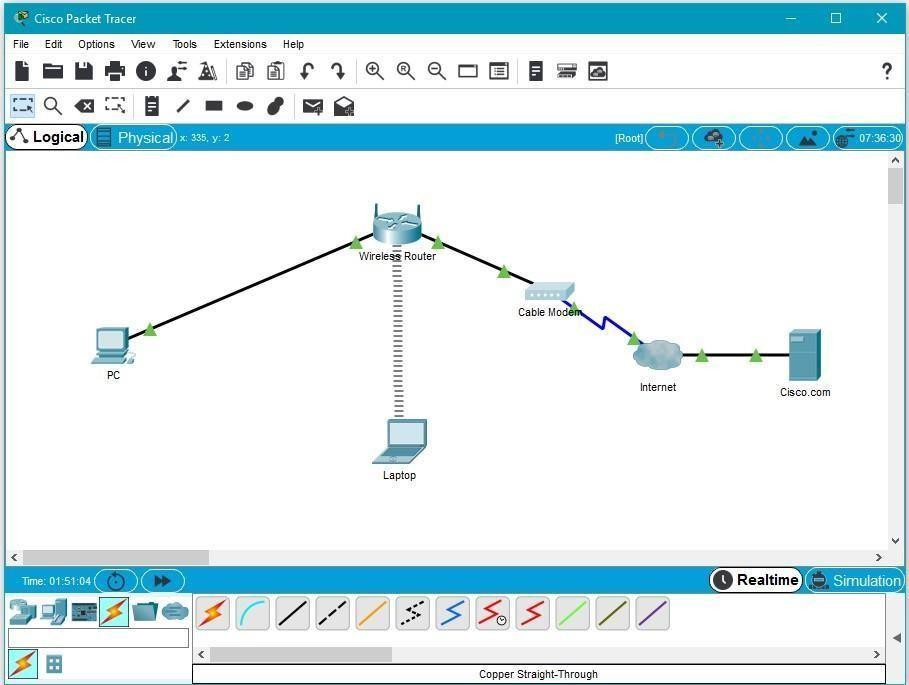 Cisco Packet Tracer
File Edit Options View Tools Extensions Help
?
Logical Physical x: 335, y: 2 [Root] 07:36:30
Wireless Router
Cable Modem
PC
Internet
Cisco.com
Laptop
Time: 01:51:04 Realtime Simulation
Copper Straight-Through